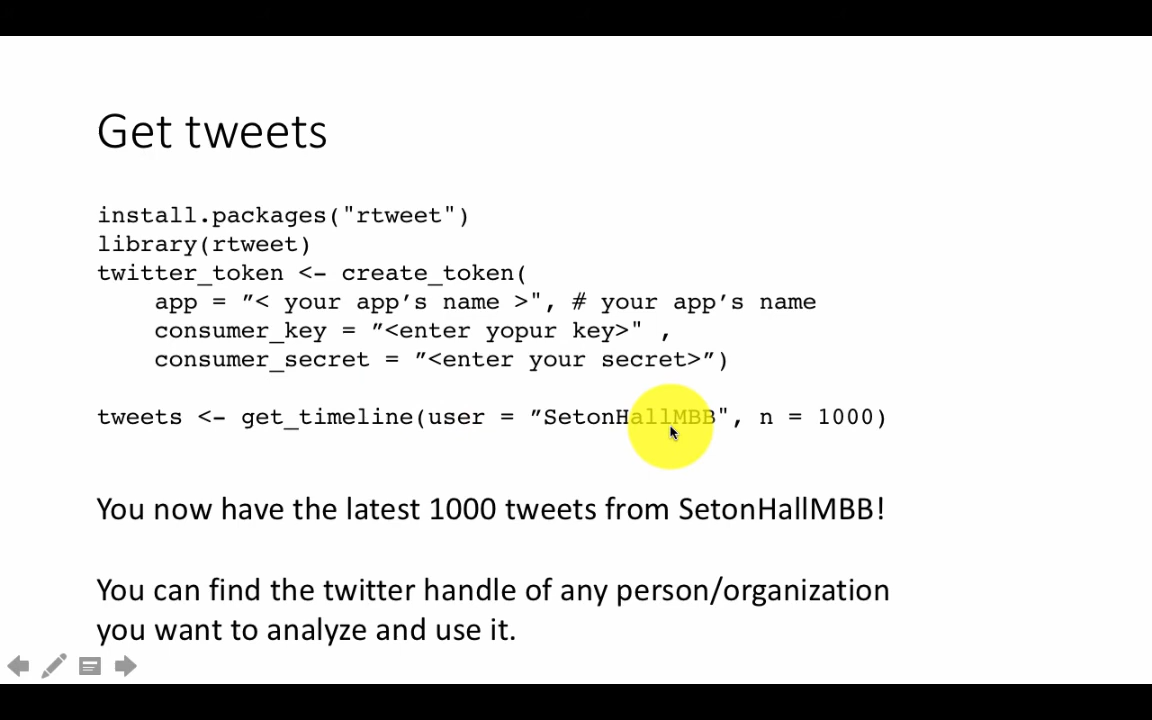 Get tweets
install.packages("rtweet")
library(rtweet)
twitter_token <- create_token(
app = ”< your app’s name >", # your app’s name
consumer_key = ”<enter yopur key>" ,
consumer_secret = ”<enter your secret>”)
tweets <- get_timeline(user = ”SetonHallMBB", n = 1000)
You now have the latest 1000 tweets from SetonHallMBB!
You can find the twitter handle of any person/organization
you want to analyze and use it.